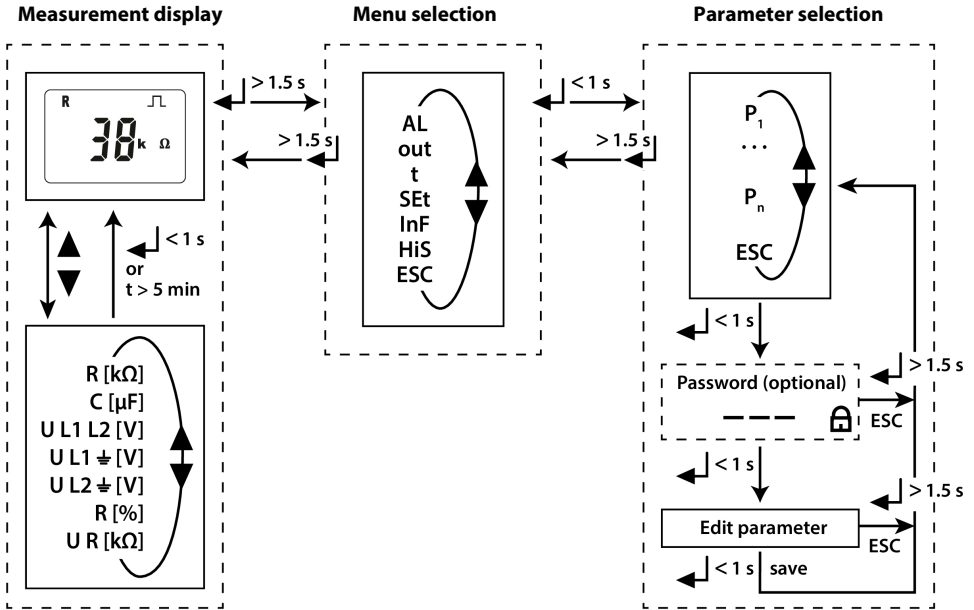 Measurement display
R
38 k Ω
> 1.5 s
> 1.5 s
< 1 s
or
t > 5 min
R [kΩ]
C [µF]
U L1 L2 [V]
U L1 ⏚ [V]
U L2 ⏚ [V]
R [%]
U R [kΩ]
Menu selection
AL
out
t
SEt
InF
HiS
ESC
< 1 s
> 1.5 s
Parameter selection
P1
...
Pn
ESC
< 1 s
> 1.5 s
Password (optional)
ESC
< 1 s
> 1.5 s
Edit parameter
ESC
< 1 s save